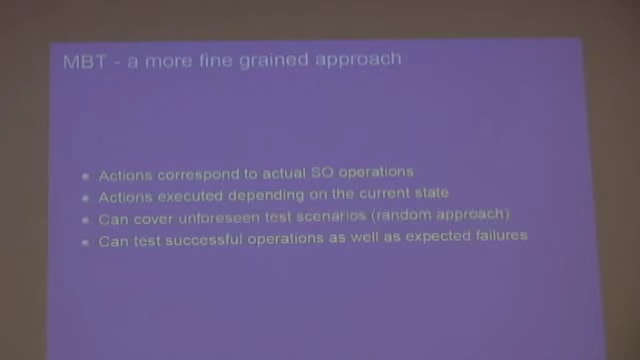 MBT - a more fine grained approach
Actions correspond to actual SO operations
Actions executed depending on the current state
Can cover unforeseen test scenarios (random approach)
Can test successful operations as well as expected failures